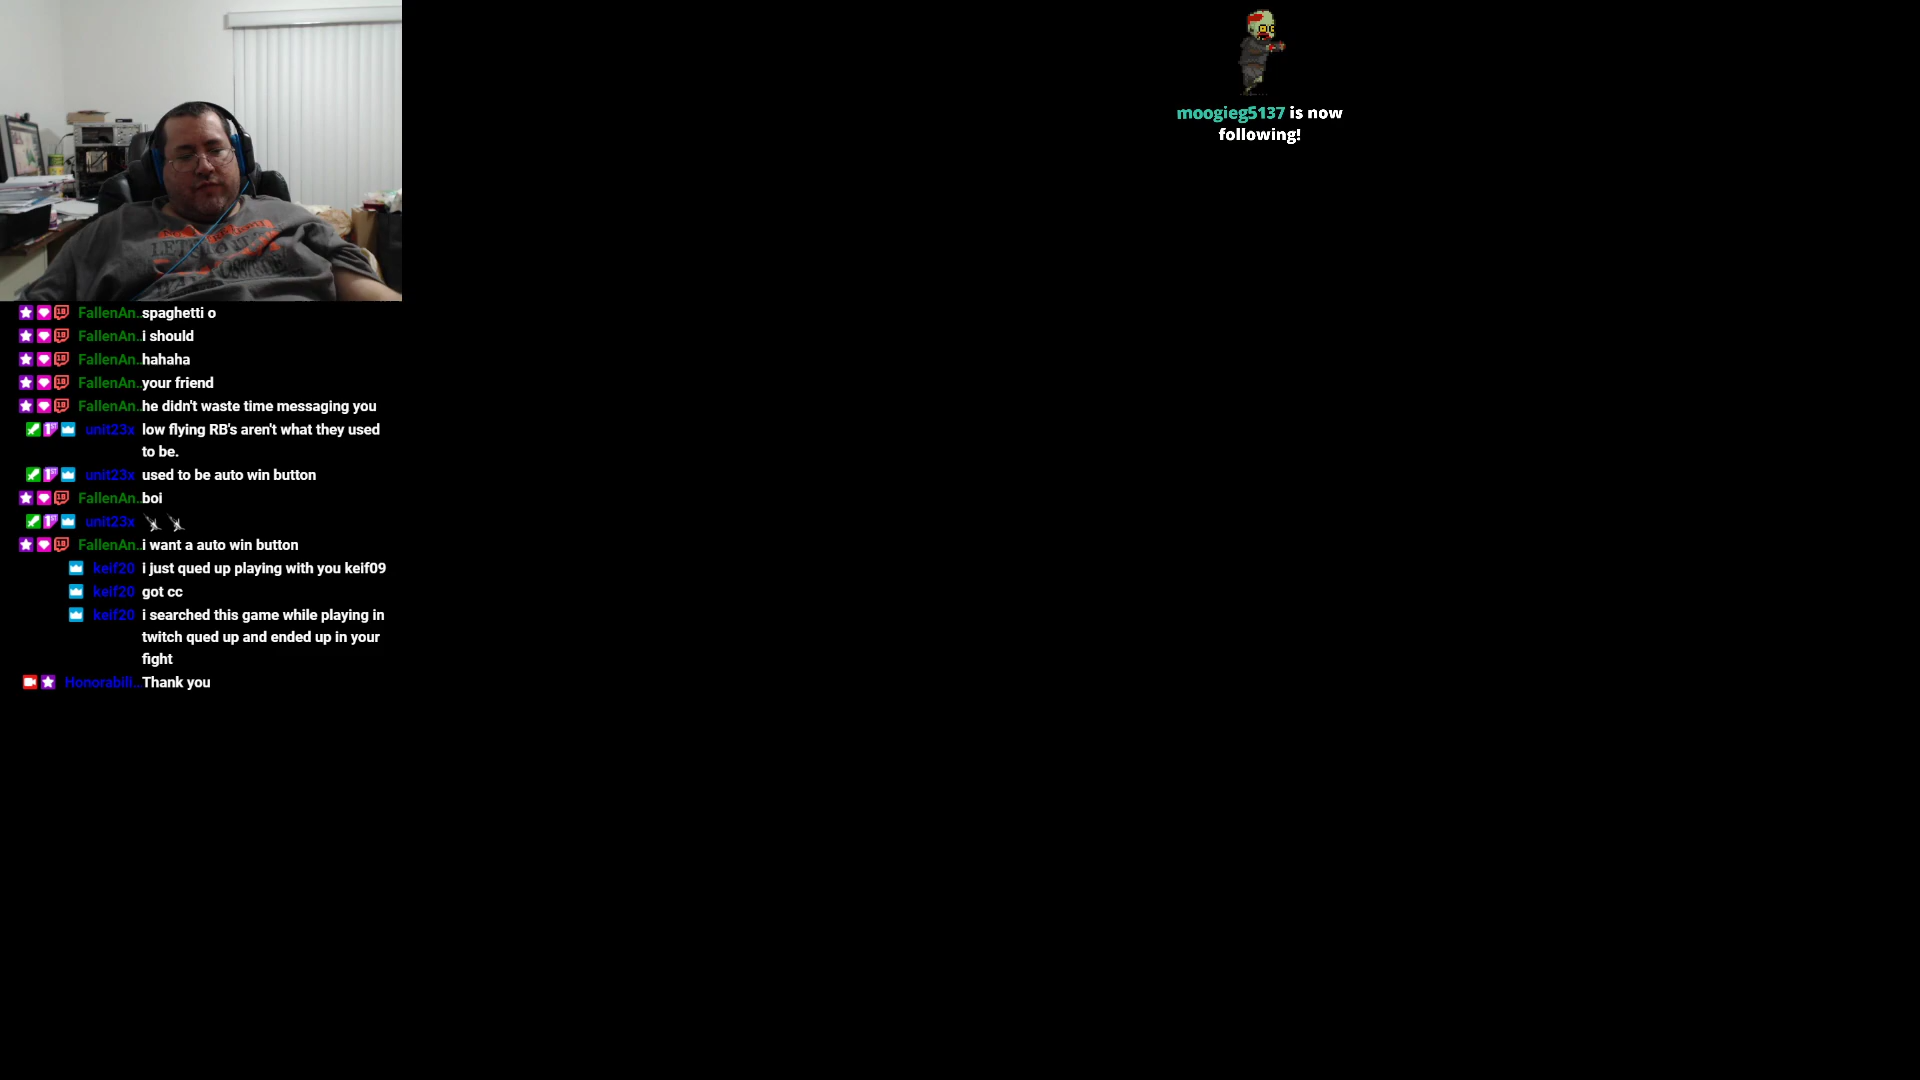 moogieg5137 is now
following!
FallenAn..spaghetti o
FallenAn..i should
FallenAn..hahaha
FallenAn..your friend
FallenAn..he didn't waste time messaging you
unit23x low flying RB's aren't what they used
to be.
unit23x used to be auto win button
FallenAn..boi
unit23x
FallenAn..i want a auto win button
keif20 i just qued up playing with you keif09
keif20 got cc
keif20 i searched this game while playing in
twitch qued up and ended up in your
fight
Honorabili...Thank you